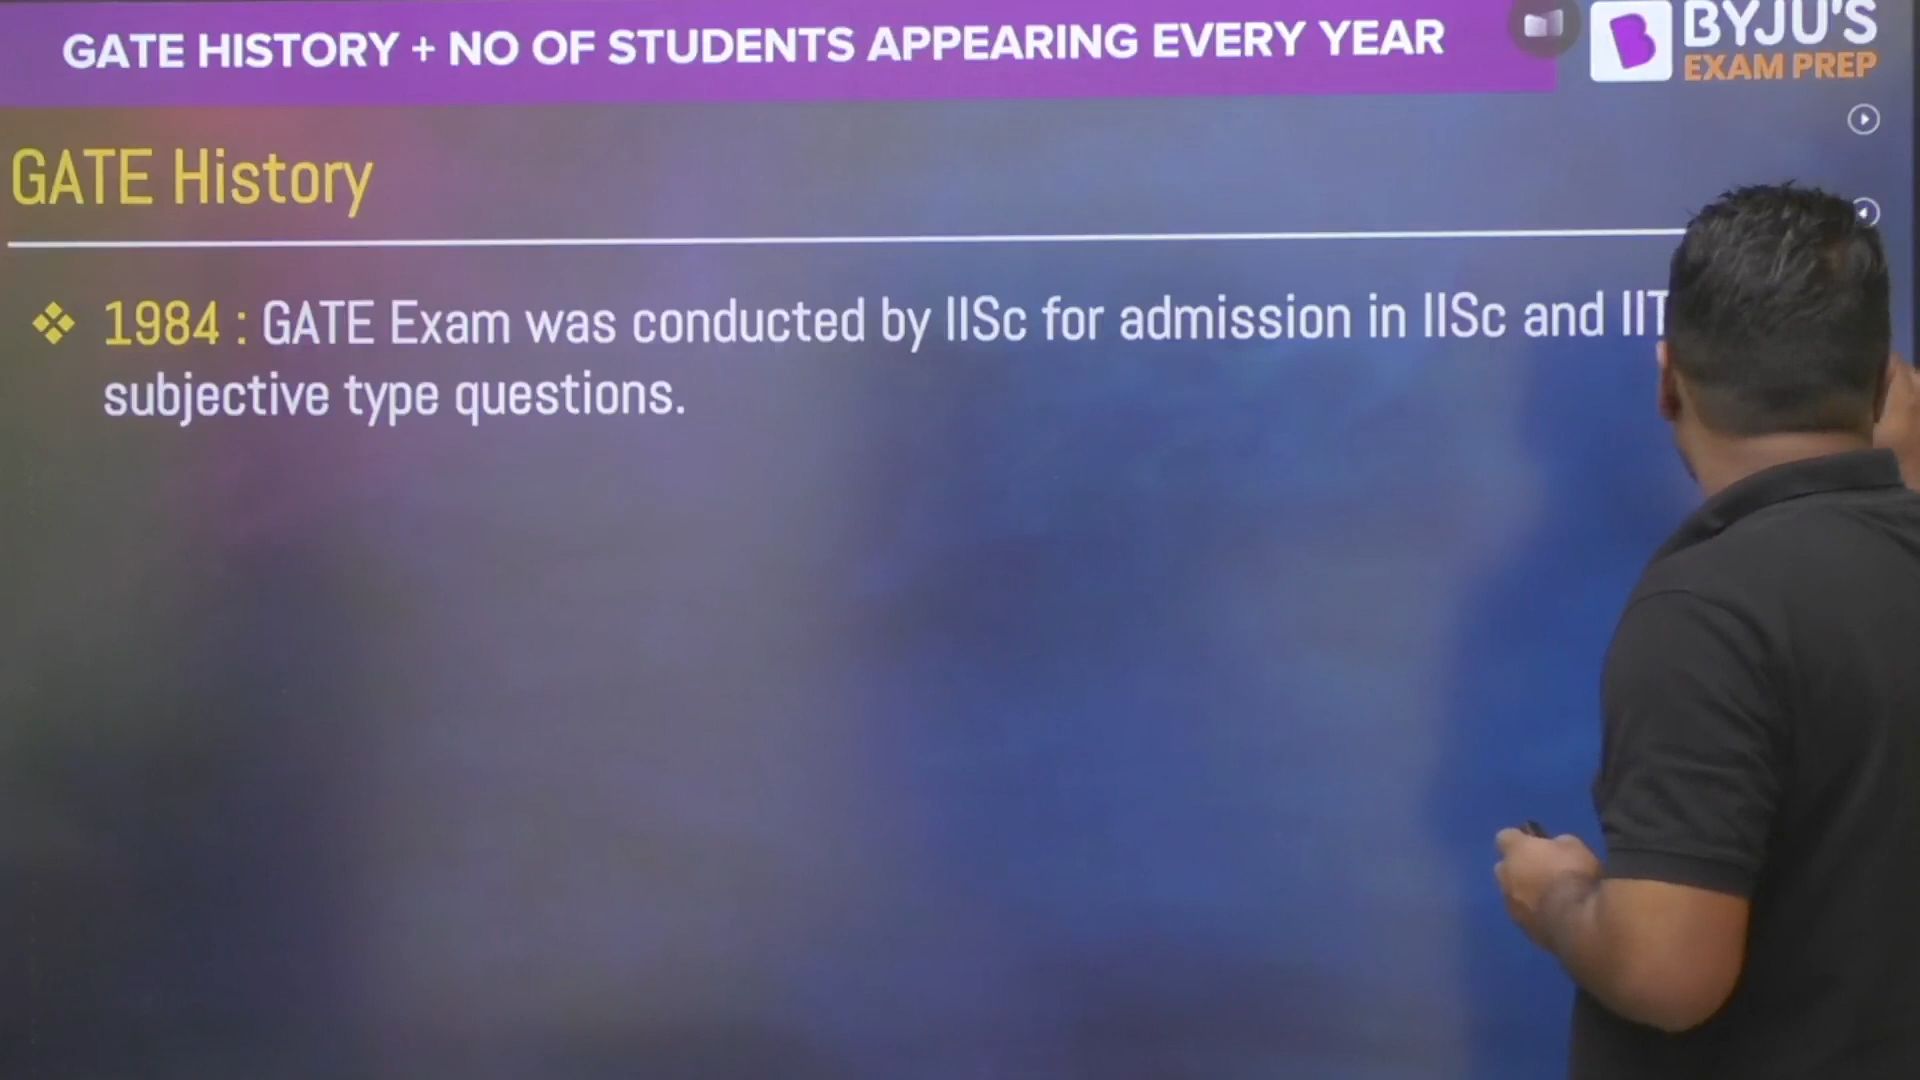 GATE HISTORY + NO OF STUDENTS APPEARING EVERY YEAR
BYJU'S
EXAM PREP
GATE History
1984 : GATE Exam was conducted by IISc for admission in IISc and
subjective type questions.